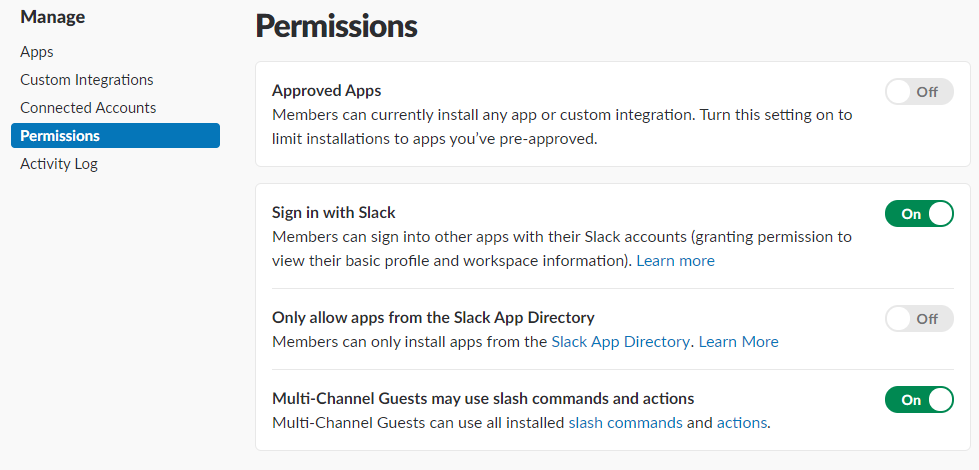 Manage
Apps
Custom Integrations
Connected Accounts
Permissions
Activity Log
Permissions
Approved Apps
Off
Members can currently install any app or custom integration. Turn this setting on to
limit installations to apps you’ve pre-approved.
Sign in with Slack
On
Members can sign into other apps with their Slack accounts (granting permission to
view their basic profile and workspace information). Learn more
Only allow apps from the Slack App Directory
Off
Members can only install apps from the Slack App Directory. Learn More
Multi-Channel Guests may use slash commands and actions
On
Multi-Channel Guests can use all installed slash commands and actions.